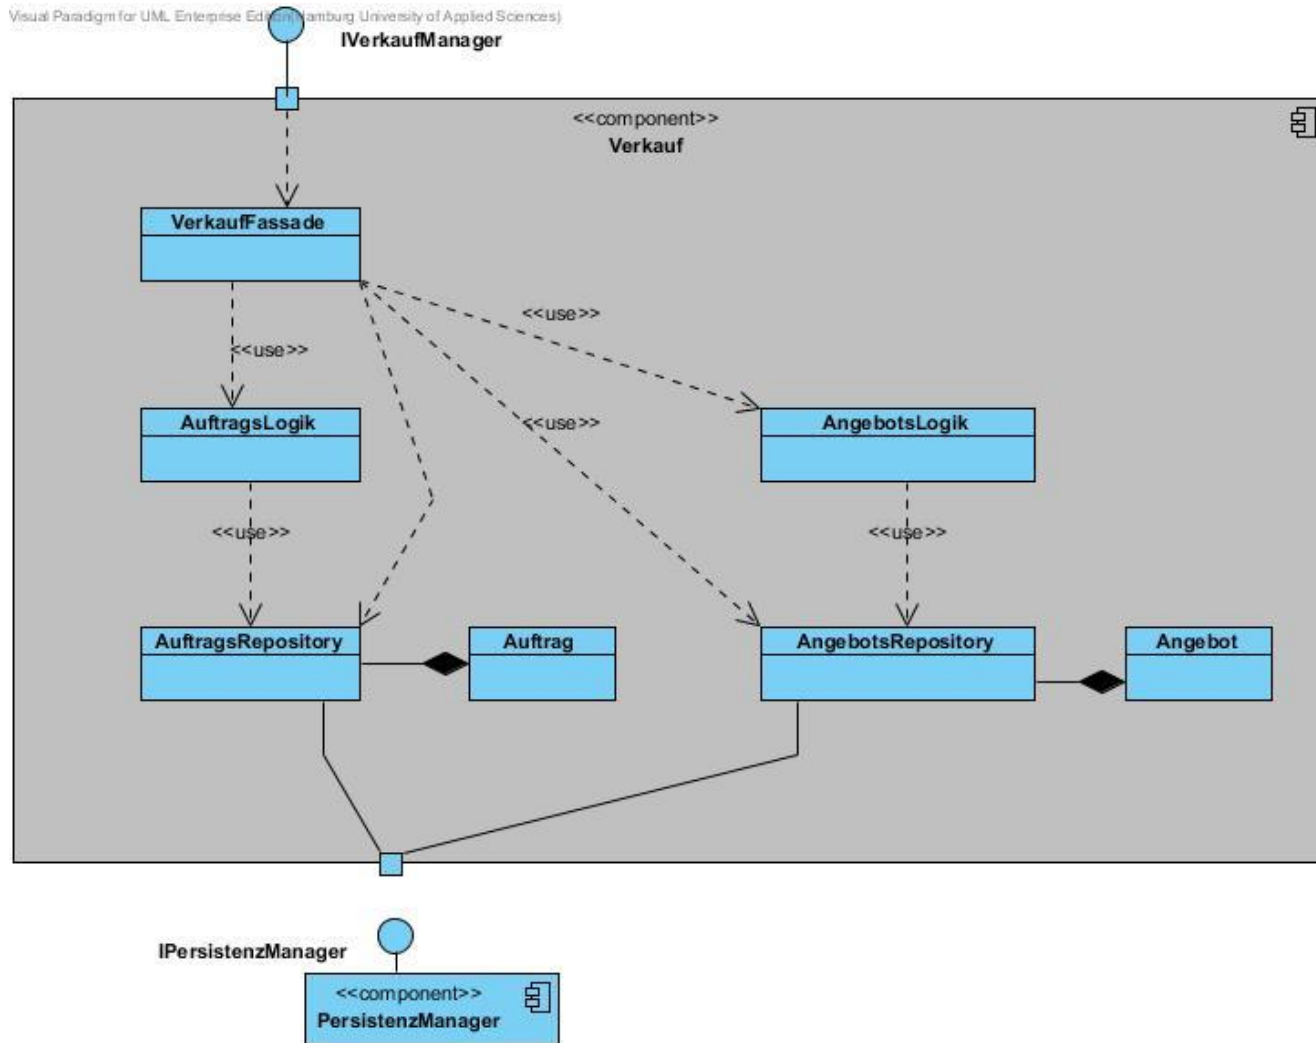 Visual Paradigm for UML Enterprise Edition(Hamburg University of Applied Sciences)
IVerkaufManager
<<component>>
Verkauf
VerkaufFassade
<<use>>
<<use>>
AuftragsLogik
<<use>>
AngebotsLogik
<<use>>
<<use>>
AuftragsRepository
Auftrag
AngebotsRepository
Angebot
IPersistenzManager
<<component>>
PersistenzManager